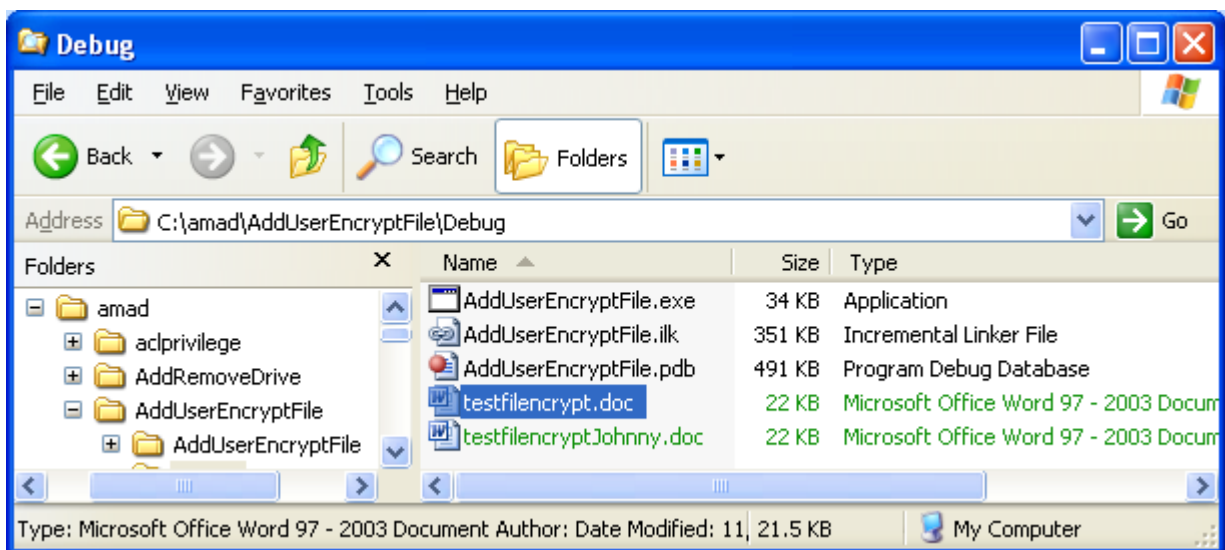 Debug
File Edit View Favorites Tools Help
Back Search Folders
Address C:\amad\AddUserEncryptFile\Debug Go
Folders Name Size Type
amad AddUserEncryptFile.exe 34 KB Application
aclprivilege AddUserEncryptFile.ilk 351 KB Incremental Linker File
AddRemoveDrive AddUserEncryptFile.pdb 491 KB Program Debug Database
AddUserEncryptFile testfilencrypt.doc 22 KB Microsoft Office Word 97 - 2003 Docum
AddUserEncryptFile testfilencryptJohnny.doc 22 KB Microsoft Office Word 97 - 2003 Docum
Type: Microsoft Office Word 97 - 2003 Document Author: Date Modified: 11, 21.5 KB My Computer